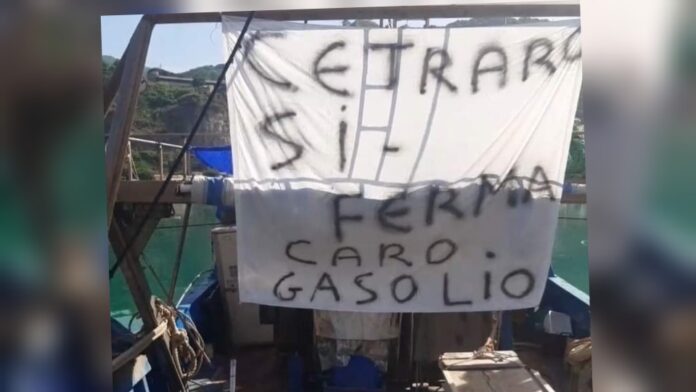 CETRARO
SI-
FERMA
CARO
GASOLIO